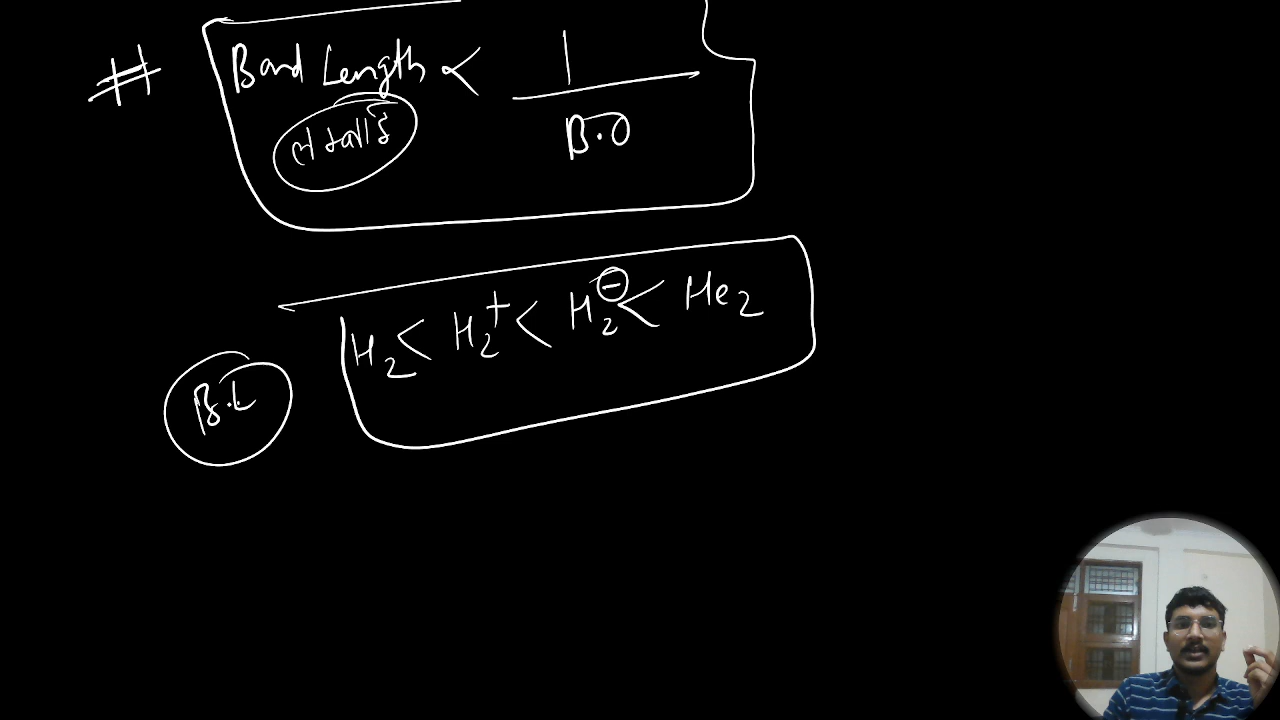 # Bond Length ∝ 1 / B.O
H₂ < H₂⁺ < H₂⊖ < He₂
B.L